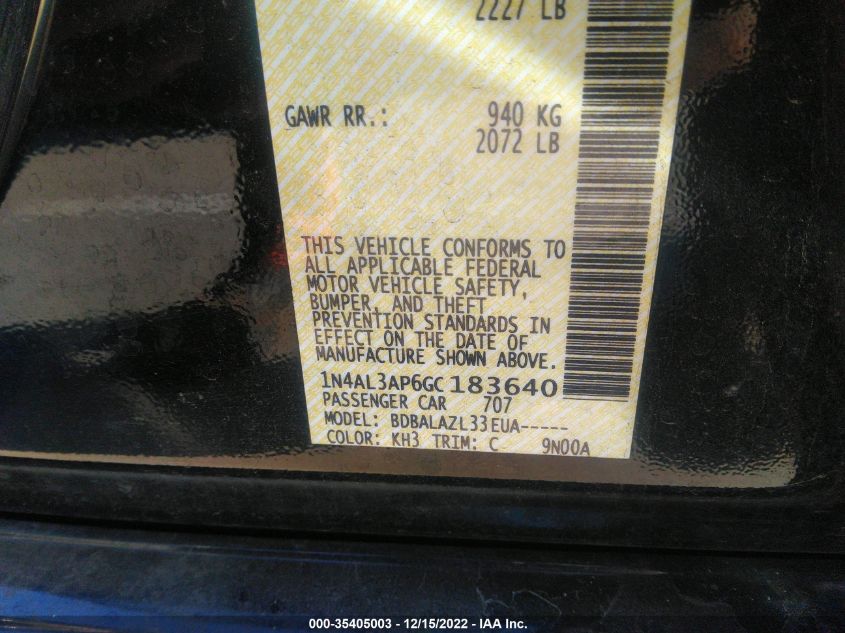 2227 LB
GAWR RR.: 940 KG
2072 LB
THIS VEHICLE CONFORMS TO
ALL APPLICABLE FEDERAL
MOTOR VEHICLE SAFETY,
BUMPER, AND THEFT
PREVENTION STANDARDS IN
EFFECT ON THE DATE OF
MANUFACTURE SHOWN ABOVE.
1N4AL3AP6GC183640
PASSENGER CAR 707
MODEL: BDBALAZL33EUA-----
COLOR: KH3 TRIM: C 9N00A
000-35405003 - 12/15/2022 - IAA Inc.